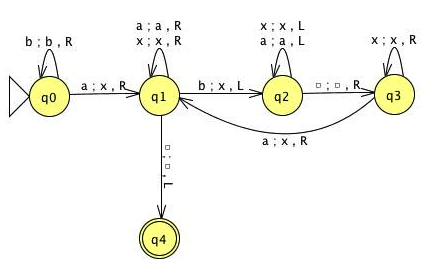 b ; b , R
a ; a , R
x ; x , R
x ; x , L
a ; a , L
x ; x , R
q0
a ; x , R
q1
b ; x , L
q2
□ ; □ , R
q3
a ; x , R
□ ; □ , L
q4